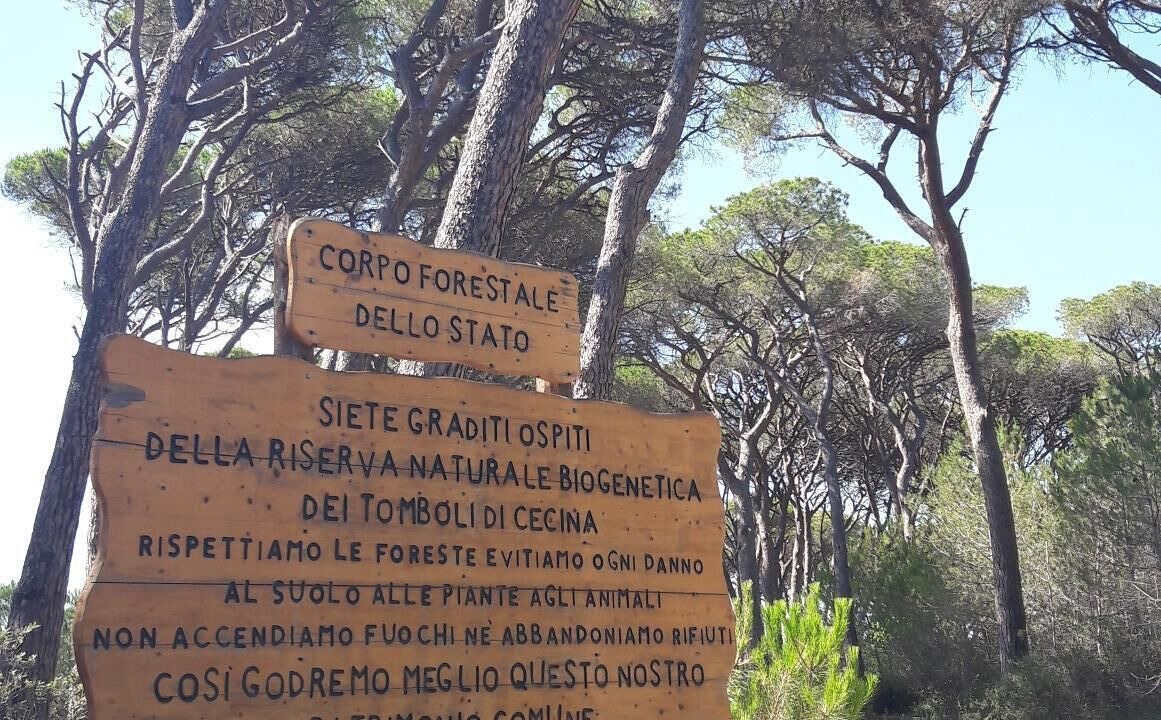 CORPO FORESTALE
DELLO STATO
SIETE GRADITI OSPITI
DELLA RISERVA NATURALE BIOGENETICA
DEI TOMBOLI DI CECINA
RISPETTIAMO LE FORESTE EVITIAMO OGNI DANNO
AL SUOLO ALLE PIANTE AGLI ANIMALI
NON ACCENDIAMO FUOCHI NÈ ABBANDONIAMO RIFIUTI
COSÌ GODREMO MEGLIO QUESTO NOSTRO
PATRIMONIO COMUNE